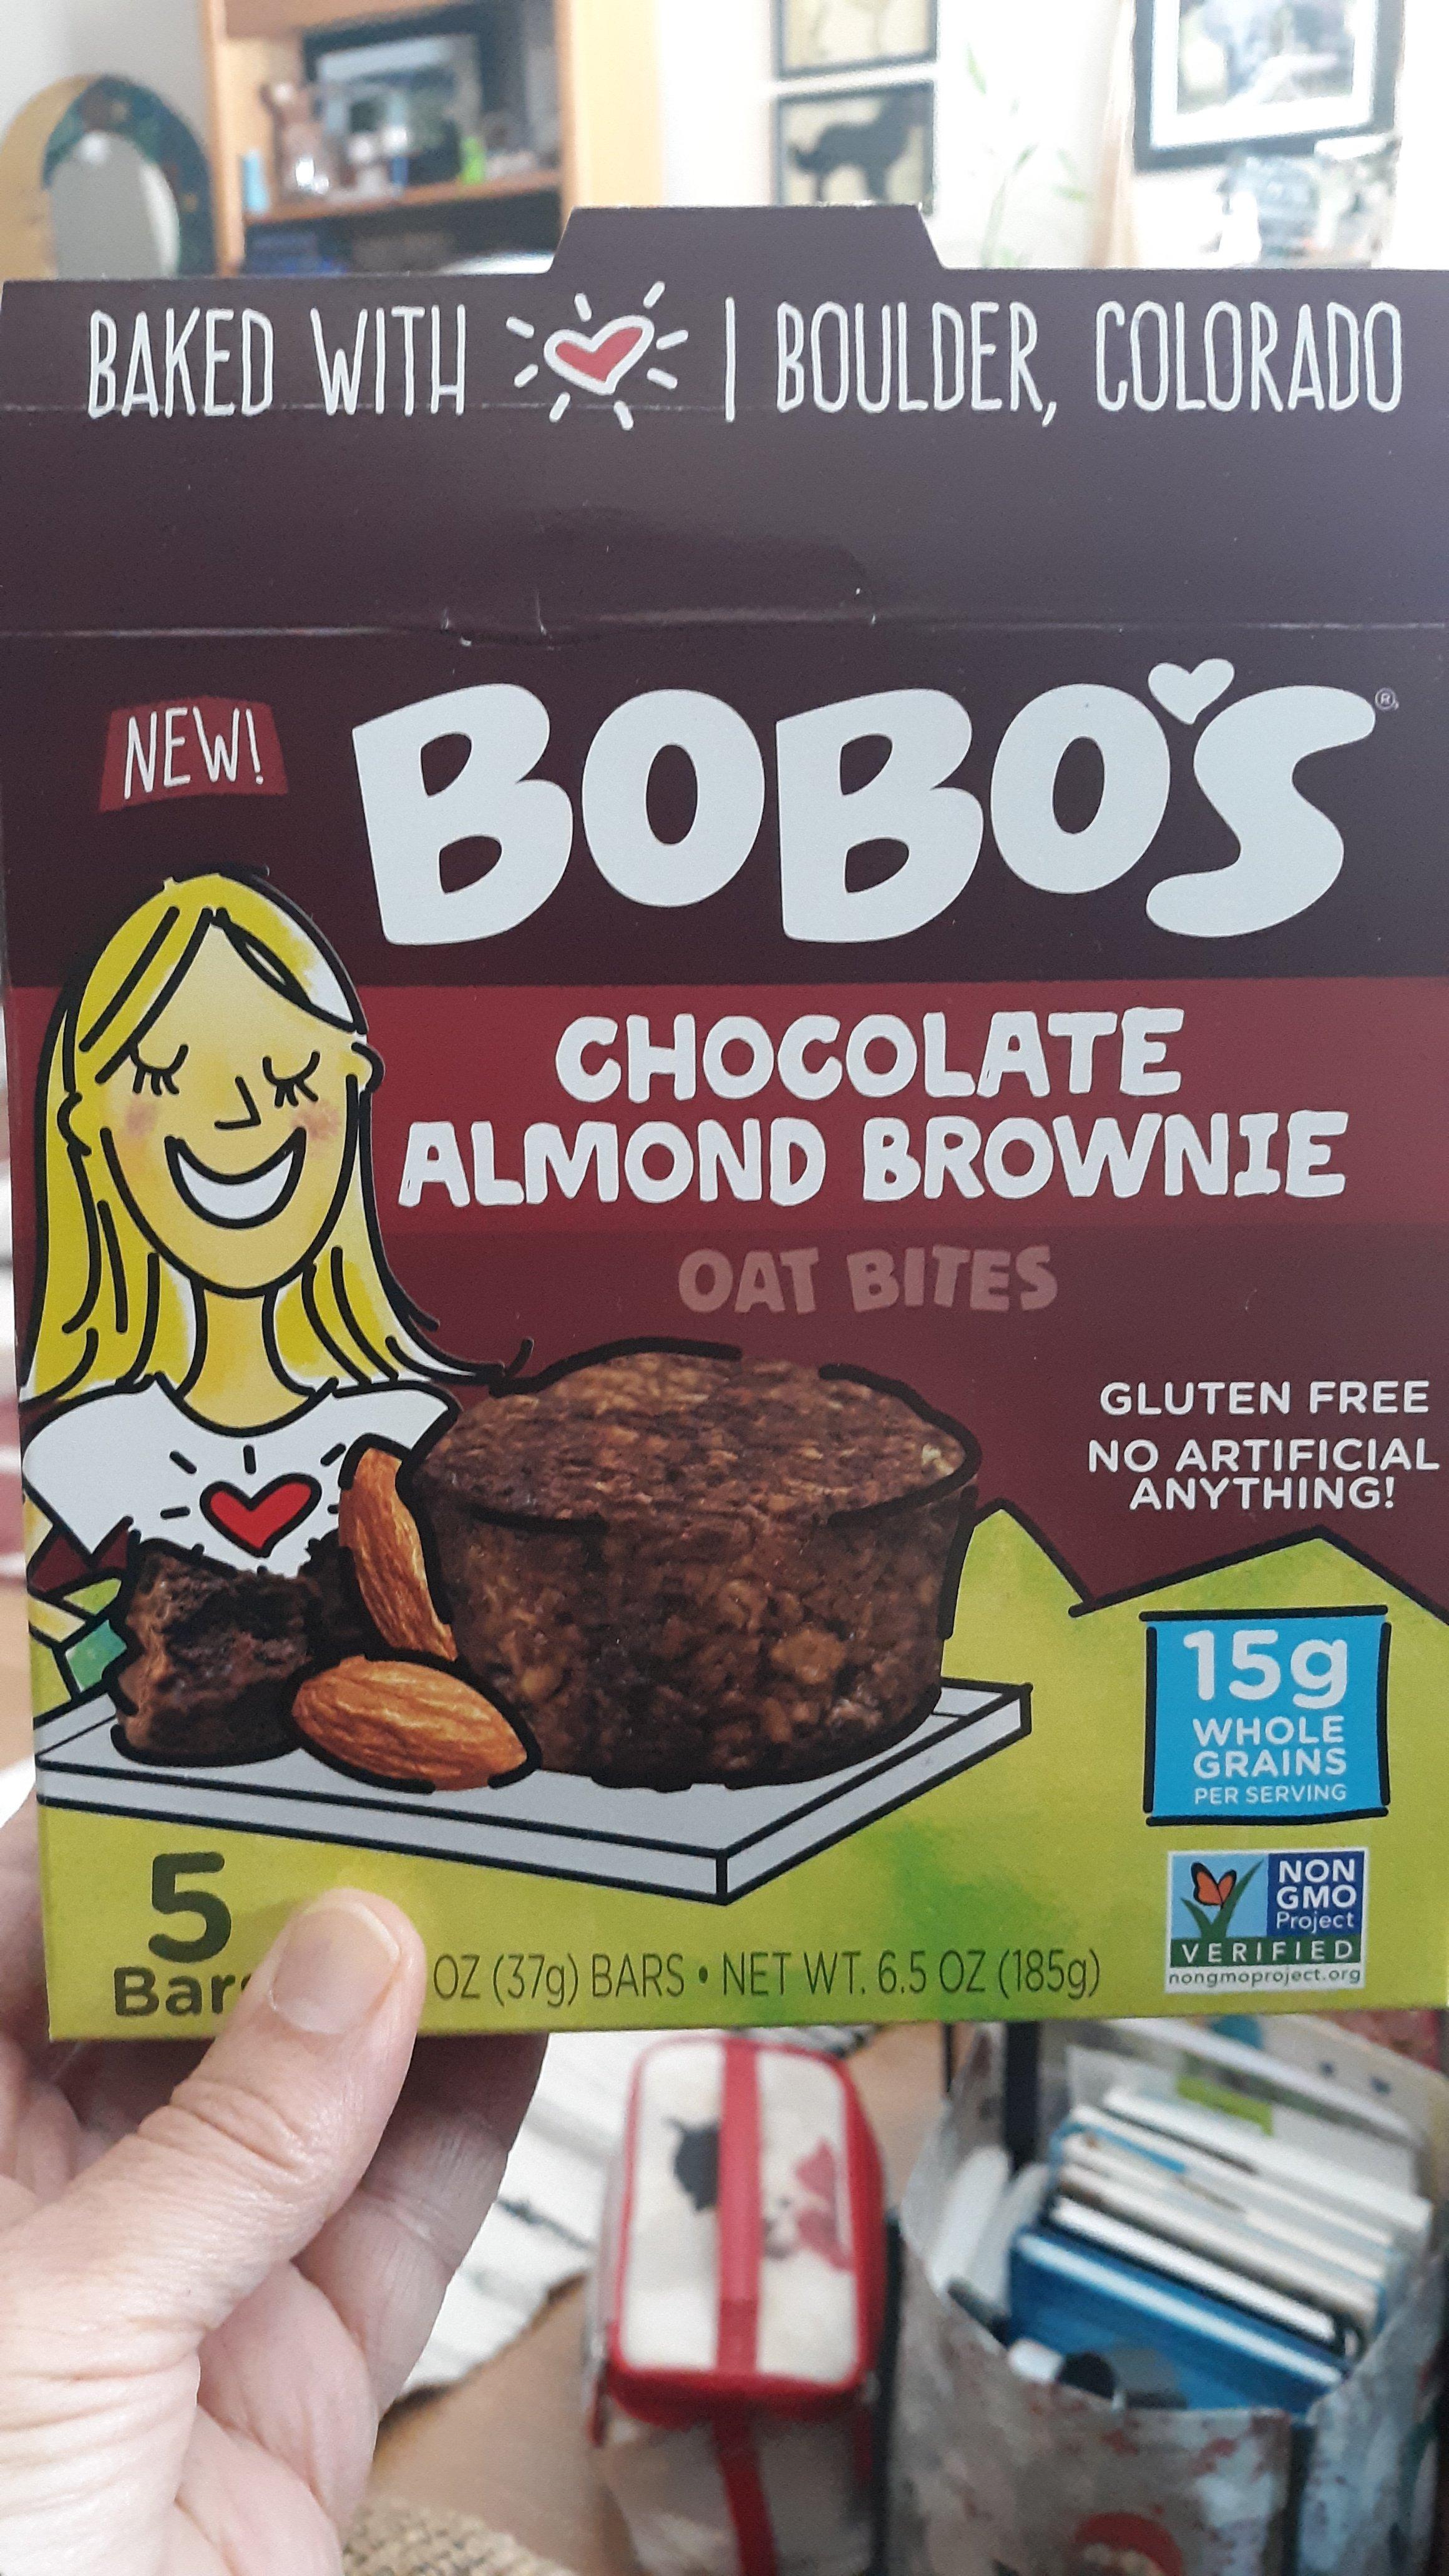 BAKED WITH | BOULDER, COLORADO
NEW!
BOBO'S®
CHOCOLATE
ALMOND BROWNIE
OAT BITES
GLUTEN FREE
NO ARTIFICIAL
ANYTHING!
15g
WHOLE
GRAINS
PER SERVING
NON
GMO
Project
VERIFIED
nongmoproject.org
5
OZ (37g) BARS • NET WT. 6.5 OZ (185g)